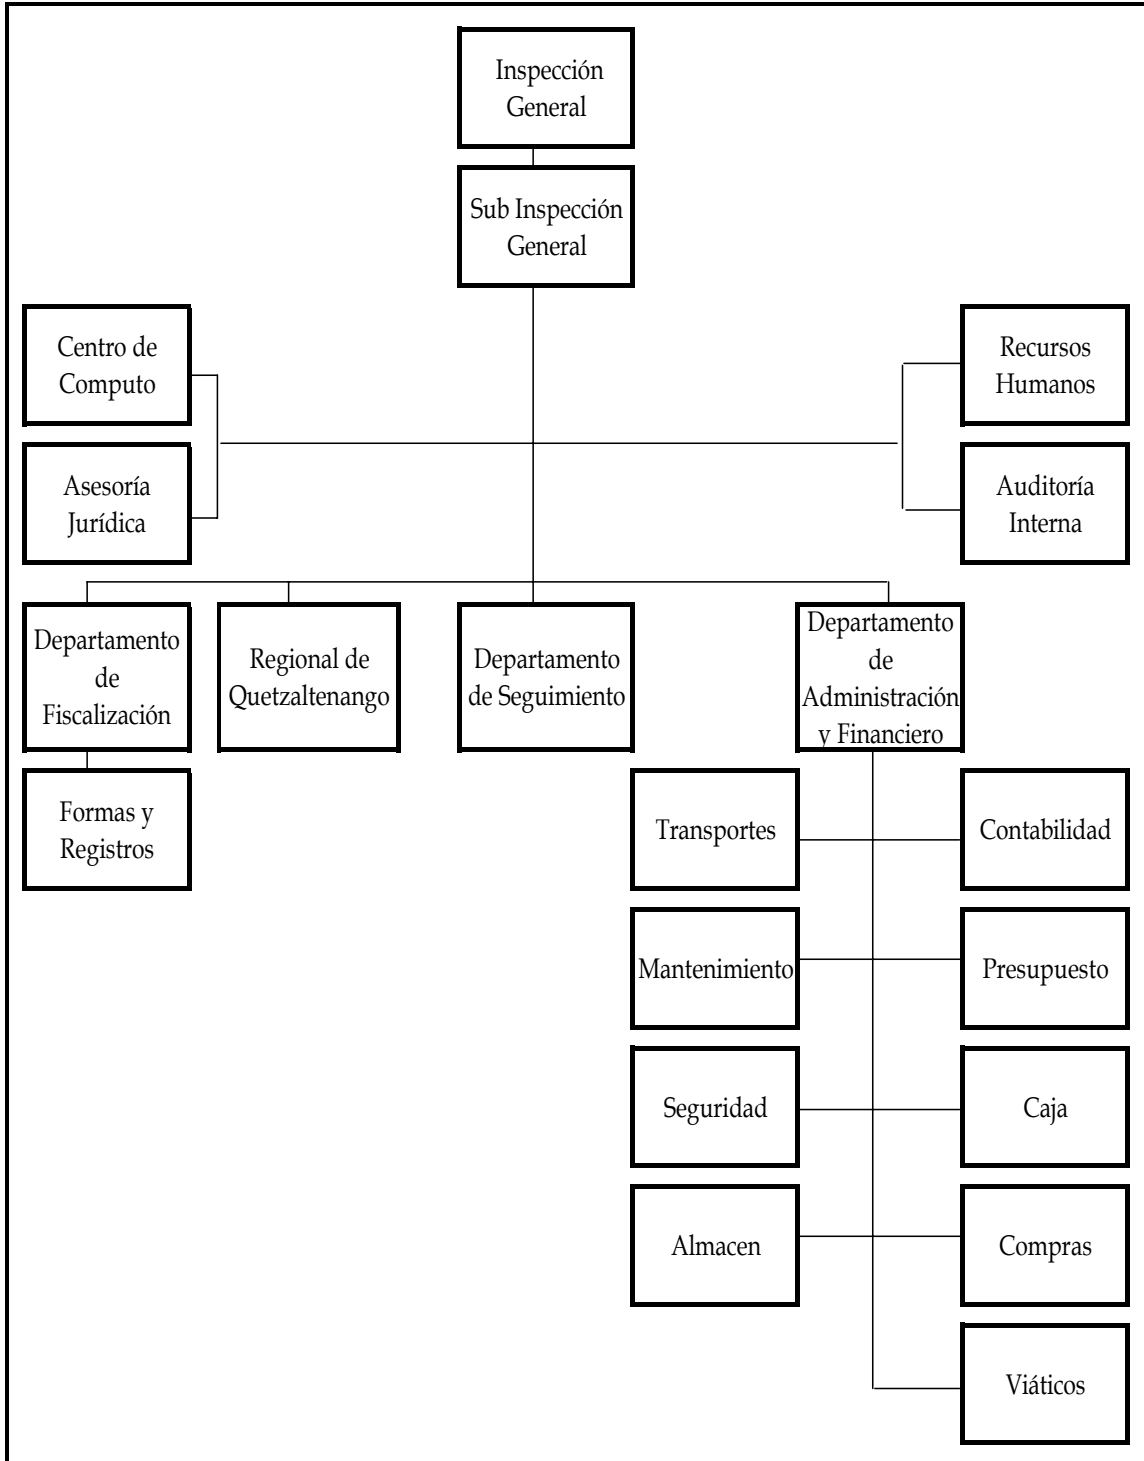 Inspección
General
Sub Inspección
General
Centro de
Computo
Recursos
Humanos
Asesoría
Jurídica
Auditoría
Interna
Departamento
de
Fiscalización
Regional de
Quetzaltenango
Departamento
de Seguimiento
Departamento
de
Administración
y Financiero
Formas y
Registros
Transportes
Contabilidad
Mantenimiento
Presupuesto
Seguridad
Caja
Almacen
Compras
Viáticos